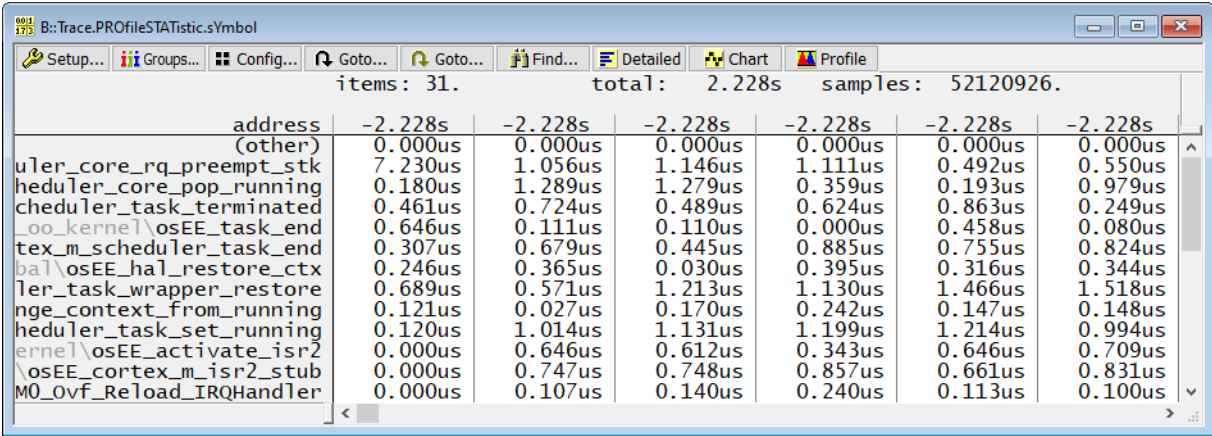 B::Trace.PROfileSTATistic.sYmbol
Setup... Groups... Config... Goto... Goto... Find... Detailed Chart Profile
items: 31. total: 2.228s samples: 52120926.
address -2.228s -2.228s -2.228s -2.228s -2.228s -2.228s
(other) 0.000us 0.000us 0.000us 0.000us 0.000us 0.000us
uler_core_rq_preempt_stk 7.230us 1.056us 1.146us 1.111us 0.492us 0.550us
heduler_core_pop_running 0.180us 1.289us 1.279us 0.359us 0.193us 0.979us
cheduler_task_terminated 0.461us 0.724us 0.489us 0.624us 0.863us 0.249us
_oo_kernel\osEE_task_end 0.646us 0.111us 0.110us 0.000us 0.458us 0.080us
tex_m_scheduler_task_end 0.307us 0.679us 0.445us 0.885us 0.755us 0.824us
bal\osEE_hal_restore_ctx 0.246us 0.365us 0.030us 0.395us 0.316us 0.344us
ler_task_wrapper_restore 0.689us 0.571us 1.213us 1.130us 1.466us 1.518us
nge_context_from_running 0.121us 0.027us 0.170us 0.242us 0.147us 0.148us
heduler_task_set_running 0.120us 1.014us 1.131us 1.199us 1.214us 0.994us
ernel\osEE_activate_isr2 0.000us 0.646us 0.612us 0.343us 0.646us 0.709us
\osEE_cortex_m_isr2_stub 0.000us 0.747us 0.748us 0.857us 0.661us 0.831us
M0_Ovf_Reload_IRQHandler 0.000us 0.107us 0.140us 0.240us 0.113us 0.100us